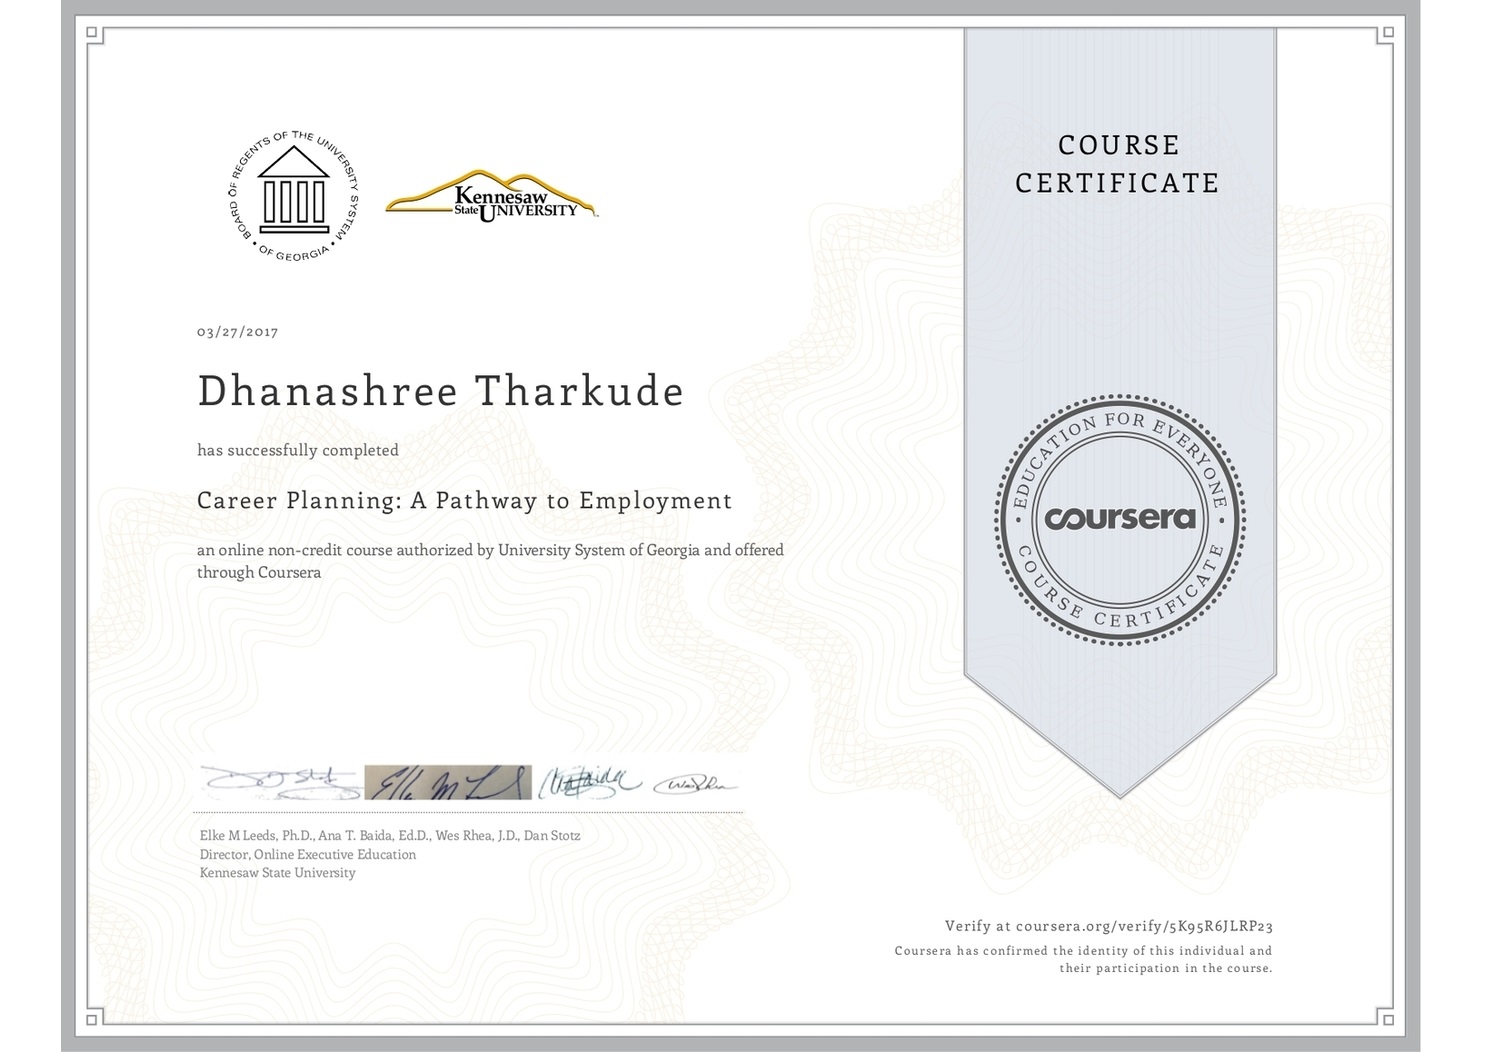 BOARD OF REGENTS OF THE UNIVERSITY SYSTEM
• OF GEORGIA •
Kennesaw
State UNIVERSITY
COURSE
CERTIFICATE
03/27/2017
Dhanashree Tharkude
has successfully completed
Career Planning: A Pathway to Employment
an online non-credit course authorized by University System of Georgia and offered
through Coursera
EDUCATION FOR EVERYONE
coursera
COURSE CERTIFICATE
Elke M Leeds, Ph.D., Ana T. Baida, Ed.D., Wes Rhea, J.D., Dan Stotz
Director, Online Executive Education
Kennesaw State University
Verify at coursera.org/verify/5K95R6JLRP23
Coursera has confirmed the identity of this individual and
their participation in the course.